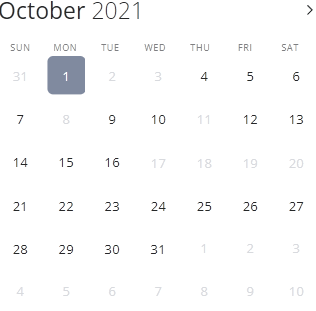 October 2021
SUN MON TUE WED THU FRI SAT
31 1 2 3 4 5 6
7 8 9 10 11 12 13
14 15 16 17 18 19 20
21 22 23 24 25 26 27
28 29 30 31 1 2 3
4 5 6 7 8 9 10